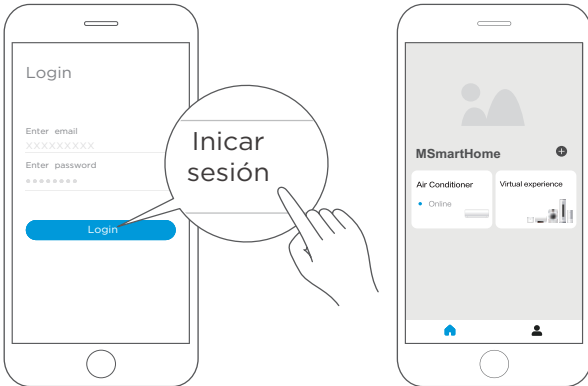 Login
Enter email
XXXXXXXXX
Enter password
Login
Inicar
sesión
MSmartHome
Air Conditioner
Online
Virtual experience